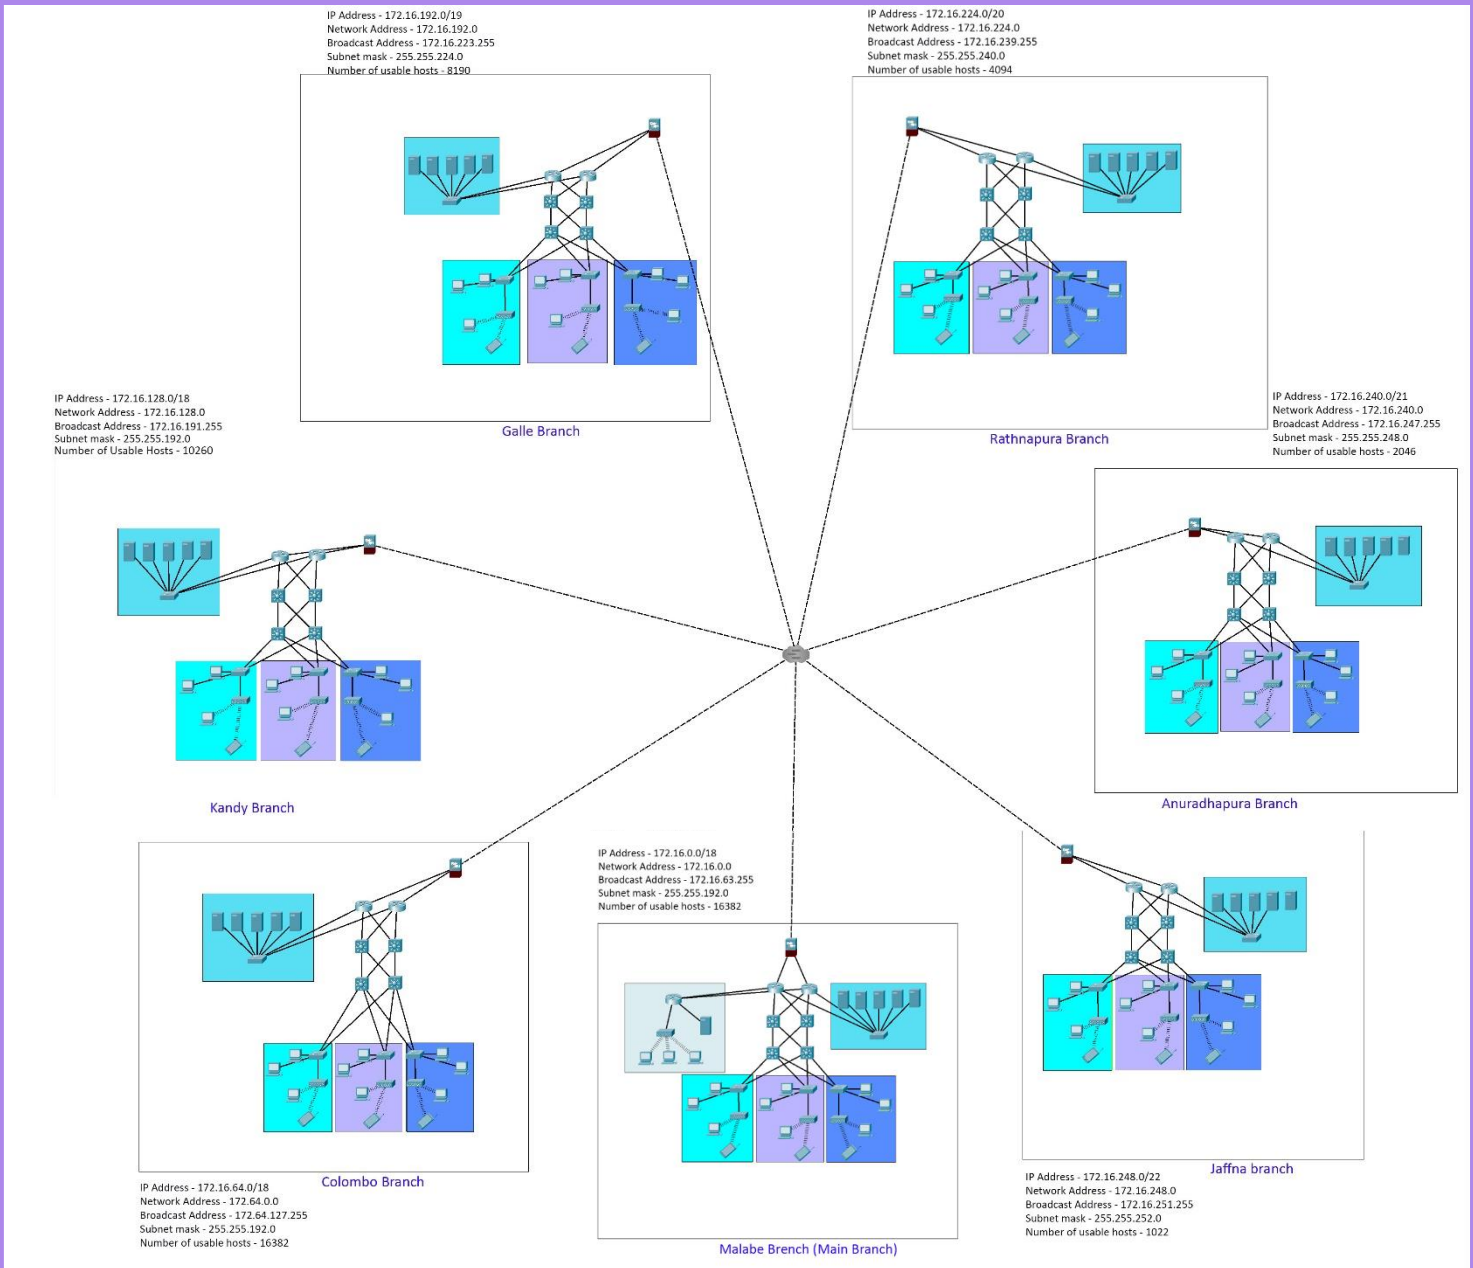 IP Address - 172.16.192.0/19
Network Address - 172.16.192.0
Broadcast Address - 172.16.223.255
Subnet mask - 255.255.224.0
Number of usable hosts - 8190
IP Address - 172.16.224.0/20
Network Address - 172.16.224.0
Broadcast Address - 172.16.239.255
Subnet mask - 255.255.240.0
Number of usable hosts - 4094
Galle Branch
Rathnapura Branch
IP Address - 172.16.128.0/18
Network Address - 172.16.128.0
Broadcast Address - 172.16.191.255
Subnet mask - 255.255.192.0
Number of Usable Hosts - 10260
IP Address - 172.16.240.0/21
Network Address - 172.16.240.0
Broadcast Address - 172.16.247.255
Subnet mask - 255.255.248.0
Number of usable hosts - 2046
Kandy Branch
Anuradhapura Branch
IP Address - 172.16.0.0/18
Network Address - 172.16.0.0
Broadcast Address - 172.16.63.255
Subnet mask - 255.255.192.0
Number of usable hosts - 16382
Colombo Branch
IP Address - 172.16.64.0/18
Network Address - 172.64.0.0
Broadcast Address - 172.64.127.255
Subnet mask - 255.255.192.0
Number of usable hosts - 16382
Malabe Brench (Main Branch)
Jaffna branch
IP Address - 172.16.248.0/22
Network Address - 172.16.248.0
Broadcast Address - 172.16.251.255
Subnet mask - 255.255.252.0
Number of usable hosts - 1022